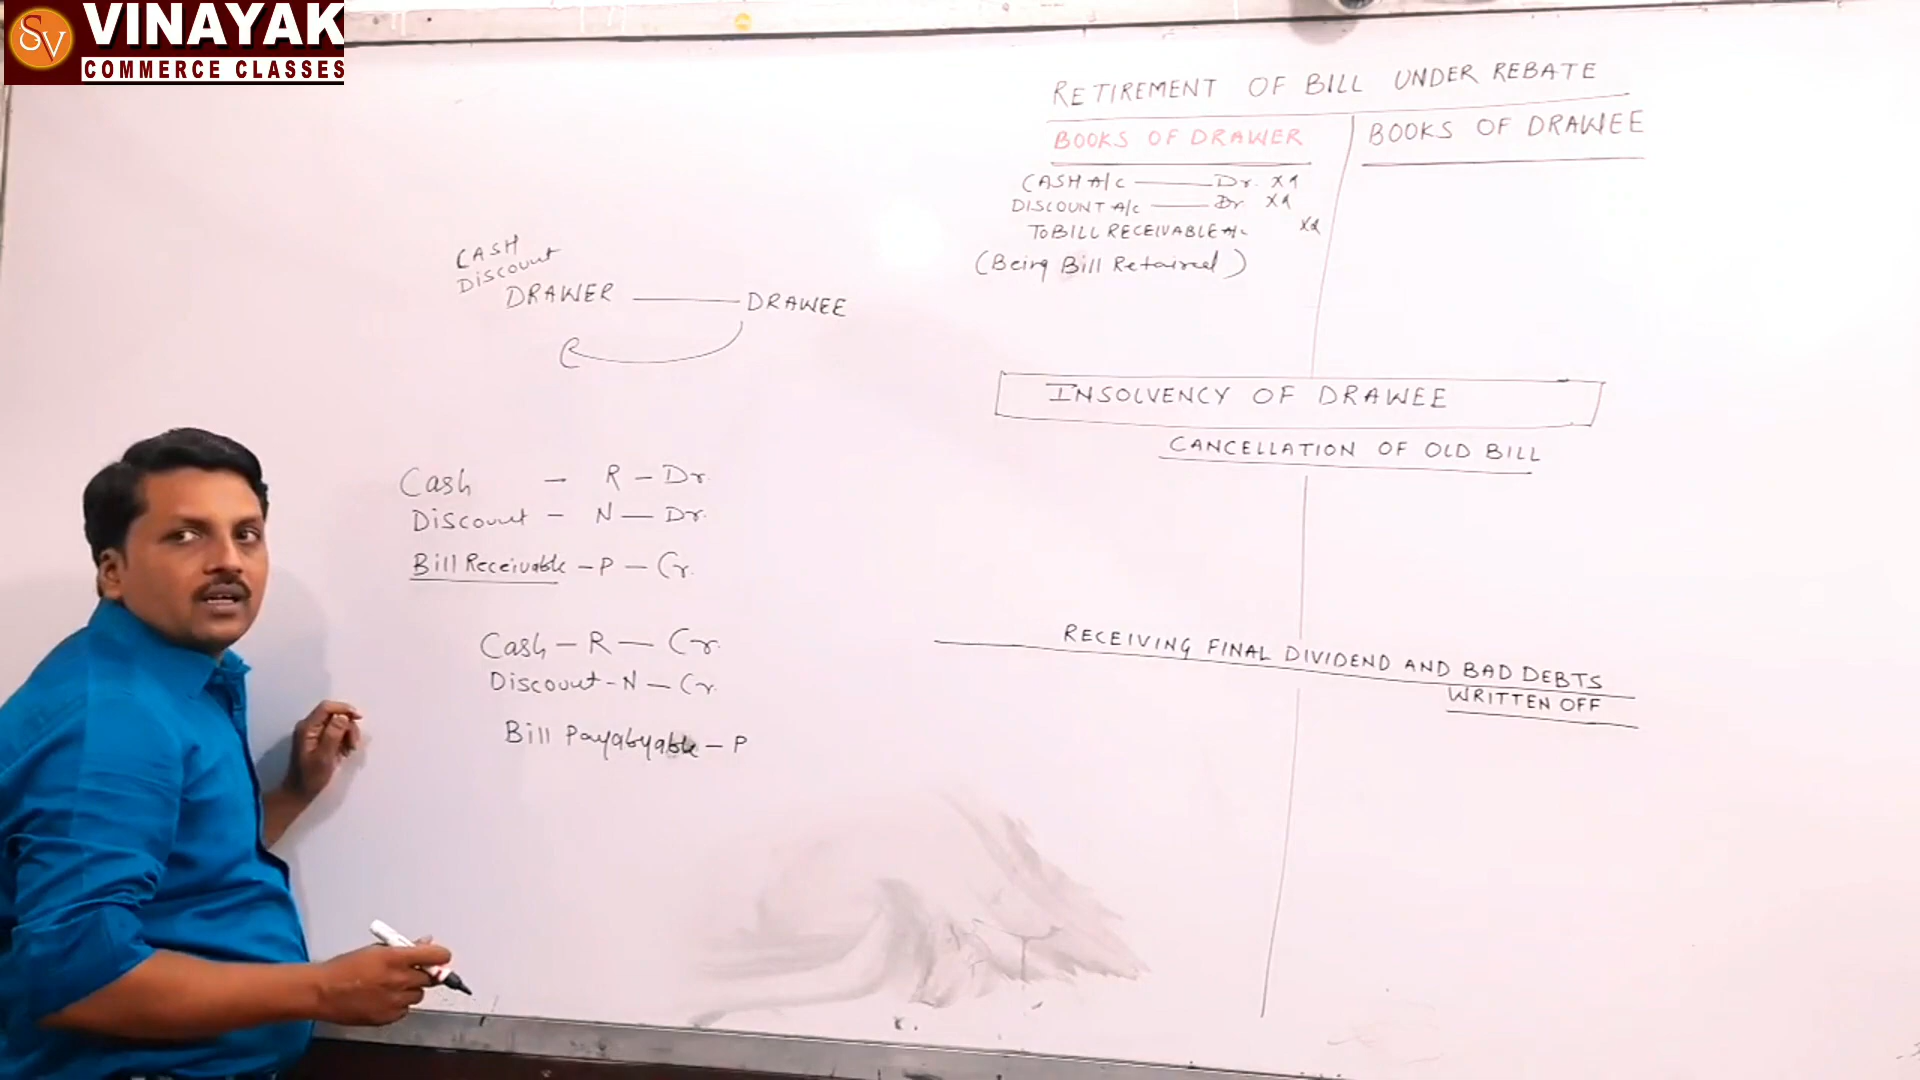 SV VINAYAK
COMMERCE CLASSES
RETIREMENT OF BILL UNDER REBATE
BOOKS OF DRAWER
CASH A/c Dr. XX
DISCOUNT A/c Dr XX
TO BILL RECEIVABLE A/c XX
(Being Bill Retaired)
BOOKS OF DRAWEE
CASH
Discount
DRAWER DRAWEE
INSOLVENCY OF DRAWEE
CANCELLATION OF OLD BILL
Cash - R - Dr.
Discount - N - Dr.
Bill Receivable - P - Cr.
Cash - R - Cr.
Discount - N - Cr.
Bill Payabyable - P
RECEIVING FINAL DIVIDEND AND BAD DEBTS
WRITTEN OFF